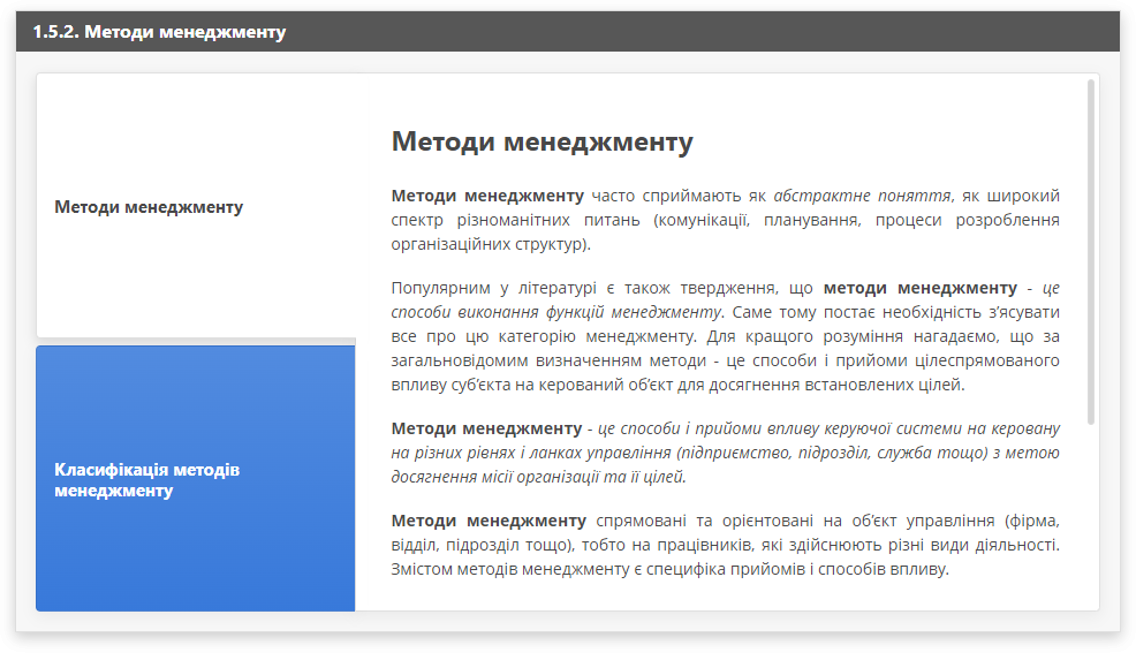 1.5.2. Методи менеджменту
Методи менеджменту
Класифікація методів
менеджменту
Методи менеджменту
Методи менеджменту часто сприймають як абстрактне поняття, як широкий
спектр різноманітних питань (комунікації, планування, процеси розроблення
організаційних структур).
Популярним у літературі є також твердження, що методи менеджменту - це
способи виконання функцій менеджменту. Саме тому постає необхідність з’ясувати
все про цю категорію менеджменту. Для кращого розуміння нагадаємо, що за
загальновідомим визначенням методи - це способи і прийоми цілеспрямованого
впливу суб’єкта на керований об’єкт для досягнення встановлених цілей.
Методи менеджменту - це способи і прийоми впливу керуючої системи на керовану
на різних рівнях і ланках управління (підприємство, підрозділ, служба тощо) з метою
досягнення місії організації та її цілей.
Методи менеджменту спрямовані та орієнтовані на об’єкт управління (фірма,
відділ, підрозділ тощо), тобто на працівників, які здійснюють різні види діяльності.
Змістом методів менеджменту є специфіка прийомів і способів впливу.